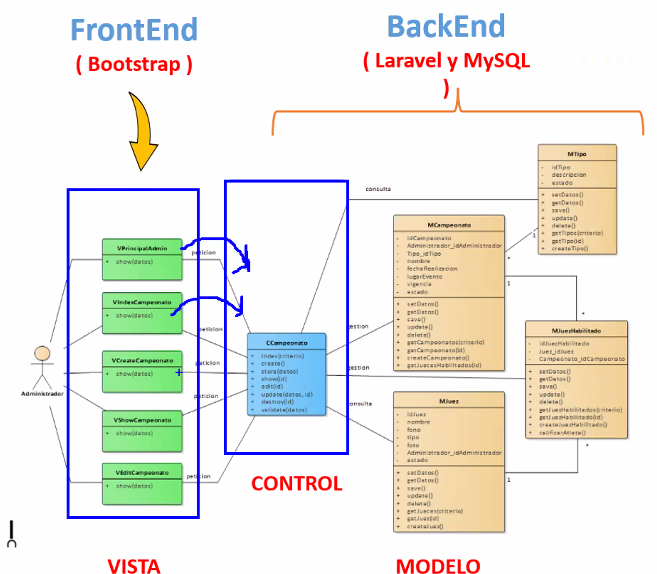 FrontEnd
( Bootstrap )
BackEnd
( Laravel y MySQL
)
Administrador
VPrincipalAdmin
+ show(datos)
VIndexCampeonato
+ show(datos)
VCreateCampeonato
+ show(datos)
VShowCampeonato
+ show(datos)
VEditCampeonato
+ show(datos)
peticion
peticion
peticion
peticion
peticion
CCampeonato
+ index(criterio)
+ create()
+ store(datos)
+ show(id)
+ edit(id)
+ update(datos, id)
+ destroy(id)
+ validate(datos)
consulta
gestion
gestion
consulta
MTipo
- idTipo
- descripcion
- estado
+ setDatos()
+ getDatos()
+ save()
+ update()
+ delete()
+ getTipos(criterio)
+ getTipo(id)
+ createTipo()
MCampeonato
- idCampeonato
- Administrador_idAdministrador
- Tipo_idTipo
- nombre
- fechaRealizacion
- lugarEvento
- vigencia
- estado
+ setDatos()
+ getDatos()
+ save()
+ update()
+ delete()
+ getCampeonatos(criterio)
+ getCampeonato(id)
+ createCampeonato()
+ getJuecesHabilitados(id)
MJuezHabilitado
- idJuezHabilitado
- Juez_idJuez
- Campeonato_idCampeonato
+ setDatos()
+ getDatos()
+ save()
+ update()
+ delete()
+ getJuezHabilitados(criterio)
+ getJuezHabilitado(id)
+ createJuezHabilitado()
+ calificarAtleta()
MJuez
- idJuez
- nombre
- fono
- tipo
- foto
- Administrador_idAdministrador
- estado
+ setDatos()
+ getDatos()
+ save()
+ update()
+ delete()
+ getJueces(criterio)
+ getJuez(id)
+ createJuez()
1
*
1
*
*
1
CONTROL
VISTA
MODELO